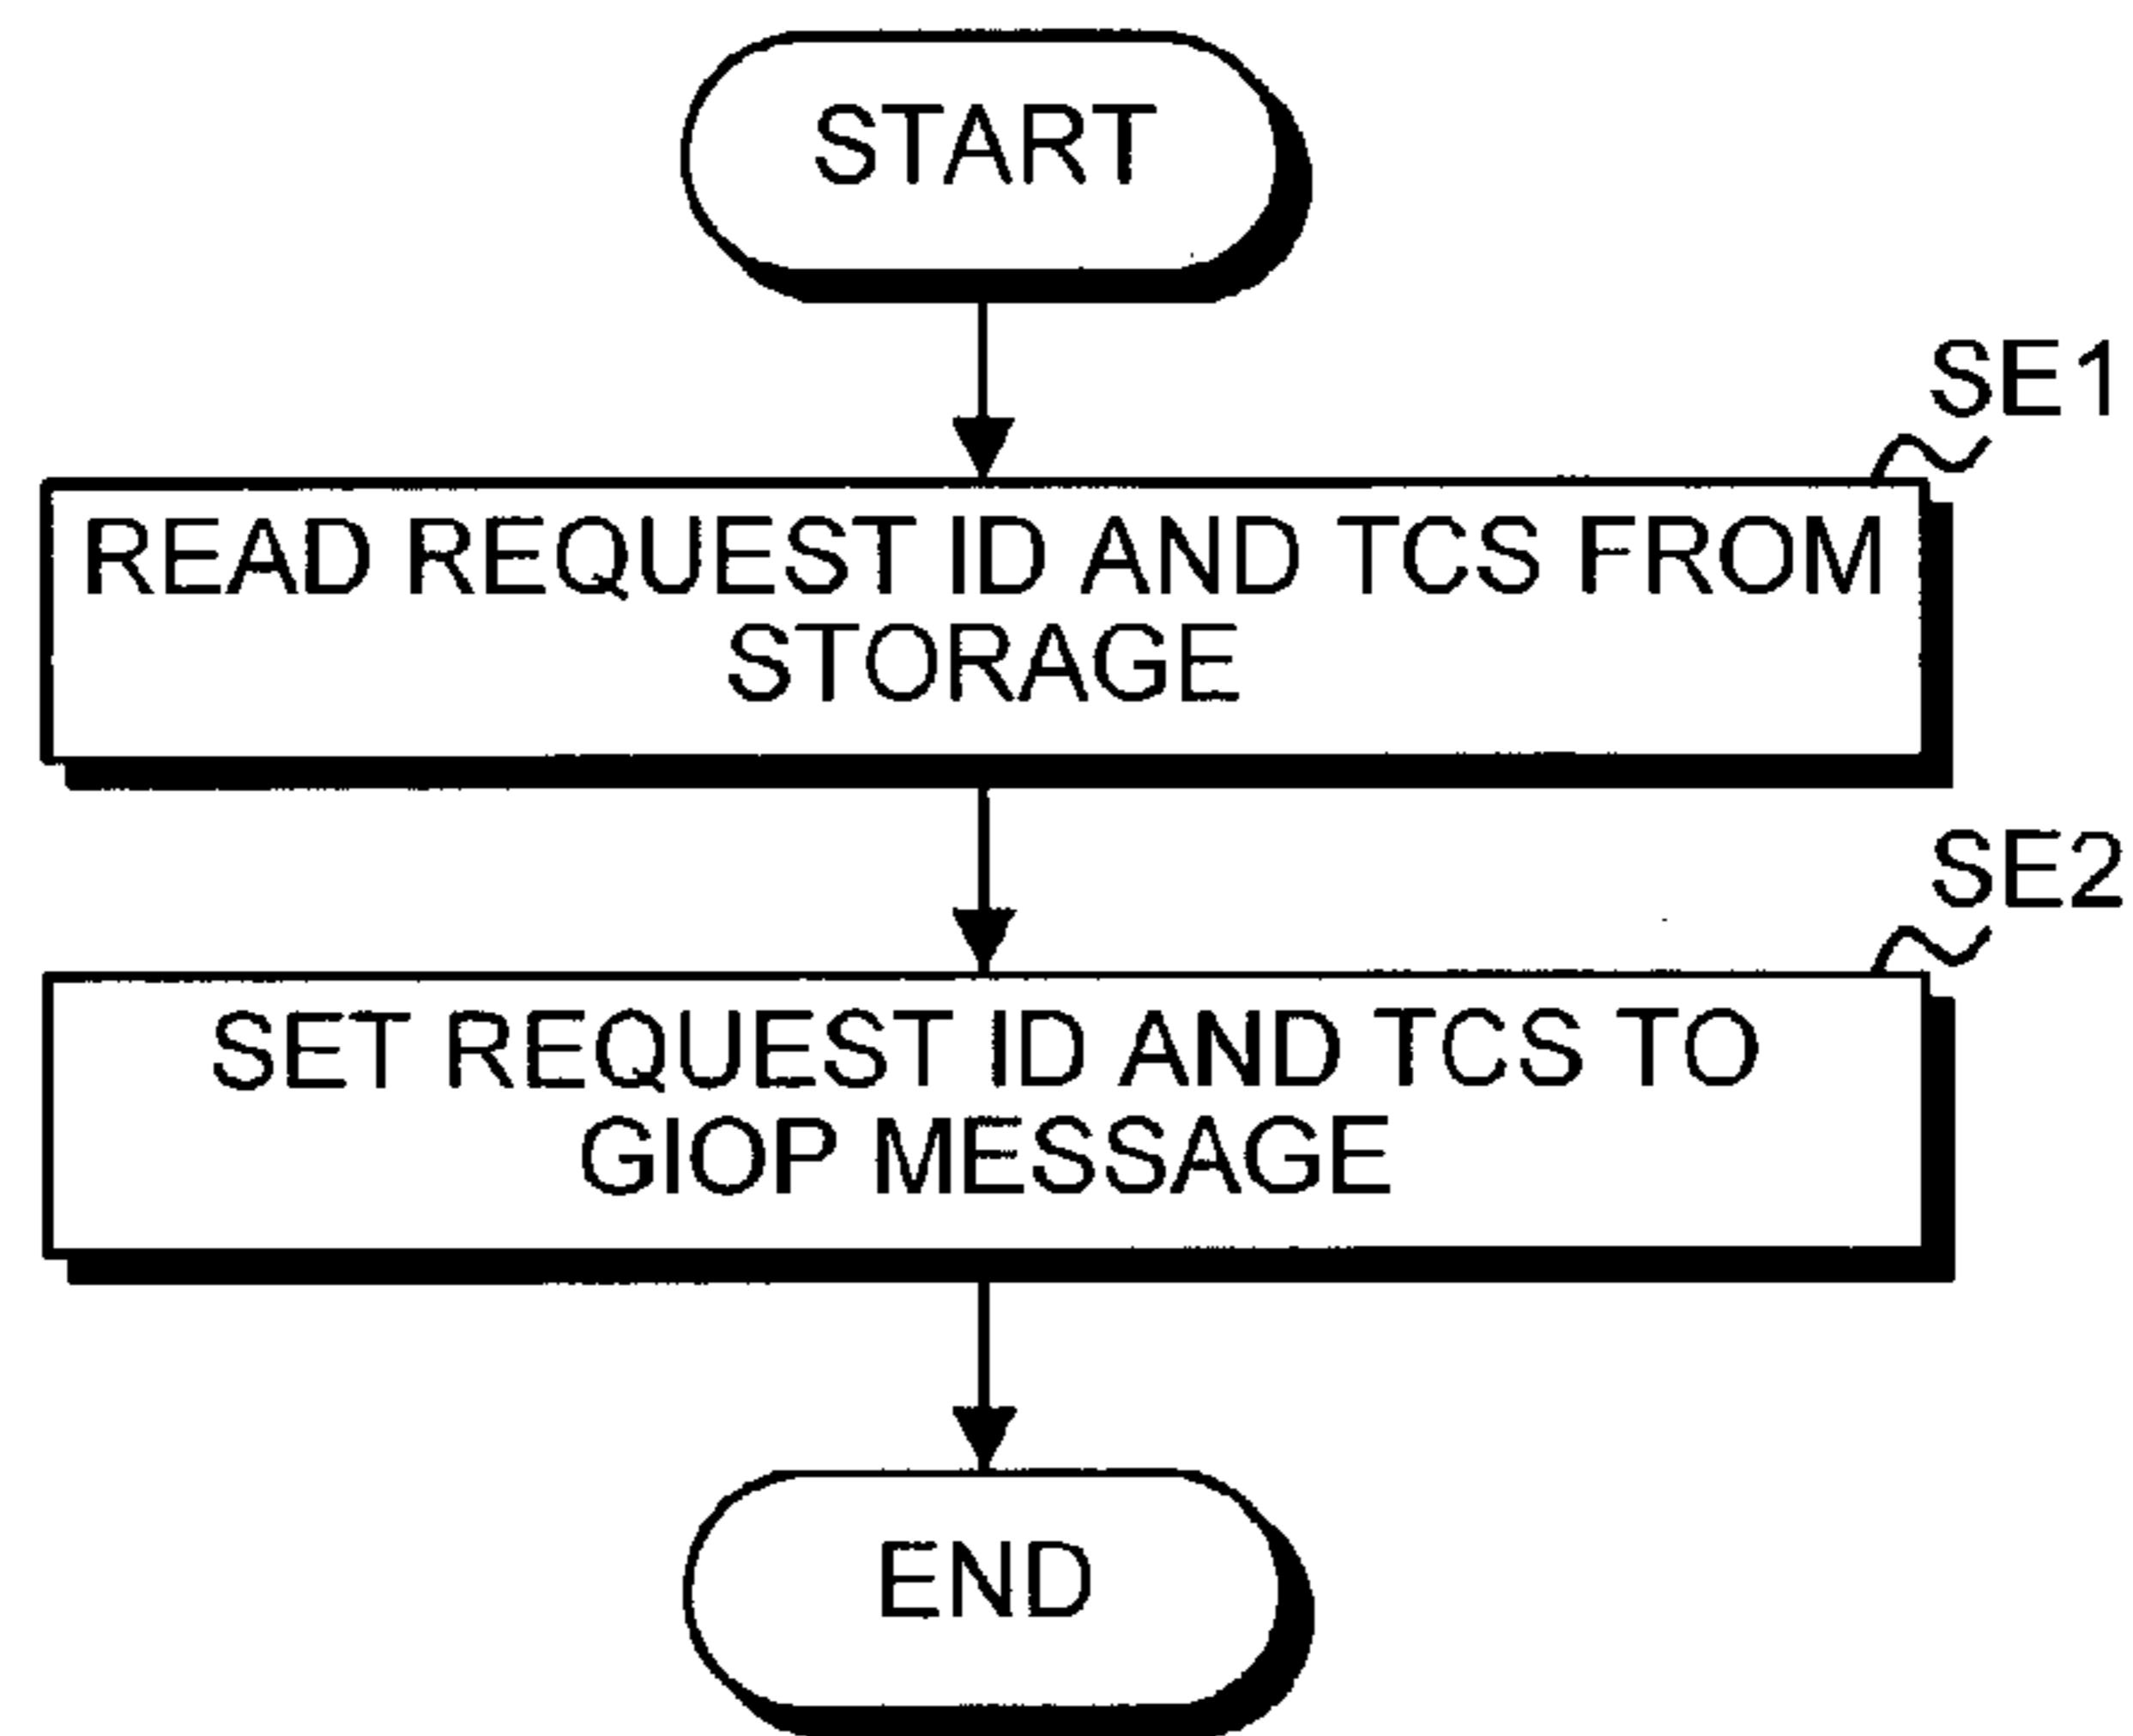 START
SE1
READ REQUEST ID AND TCS FROM
STORAGE
SE2
SET REQUEST ID AND TCS TO
GIOP MESSAGE
END